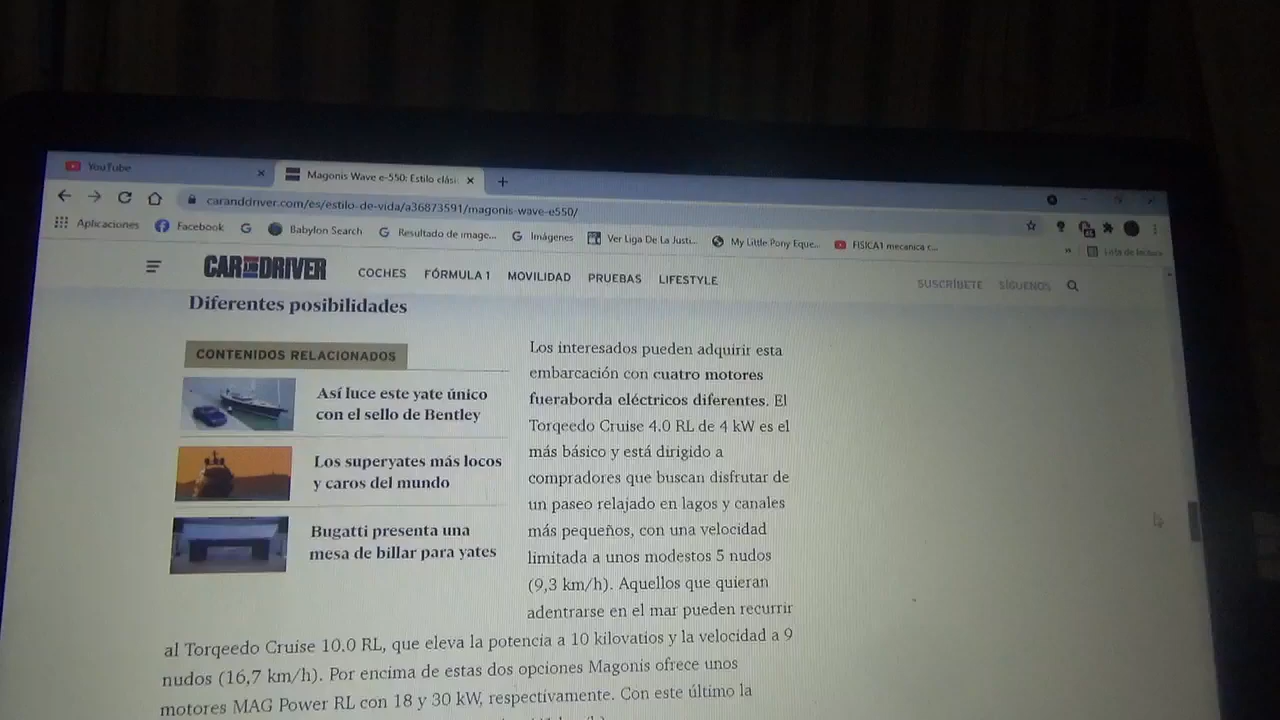 YouTube
Magonis Wave e-550: Estilo clási
caranddriver.com/es/estilo-de-vida/a36873591/magonis-wave-e550/
Aplicaciones Facebook Babylon Search Resultado de image... Imágenes Ver Liga De La Justi... My Little Pony Eque... FISICA1 mecanica c... » Lista de lectura
CAR AND DRIVER COCHES FÓRMULA 1 MOVILIDAD PRUEBAS LIFESTYLE SUSCRÍBETE SÍGUENOS
Diferentes posibilidades
CONTENIDOS RELACIONADOS
Así luce este yate único
con el sello de Bentley
Los superyates más locos
y caros del mundo
Bugatti presenta una
mesa de billar para yates
Los interesados pueden adquirir esta
embarcación con cuatro motores
fueraborda eléctricos diferentes. El
Torqeedo Cruise 4.0 RL de 4 kW es el
más básico y está dirigido a
compradores que buscan disfrutar de
un paseo relajado en lagos y canales
más pequeños, con una velocidad
limitada a unos modestos 5 nudos
(9,3 km/h). Aquellos que quieran
adentrarse en el mar pueden recurrir
al Torqeedo Cruise 10.0 RL, que eleva la potencia a 10 kilovatios y la velocidad a 9
nudos (16,7 km/h). Por encima de estas dos opciones Magonis ofrece unos
motores MAG Power RL con 18 y 30 kW, respectivamente. Con este último la